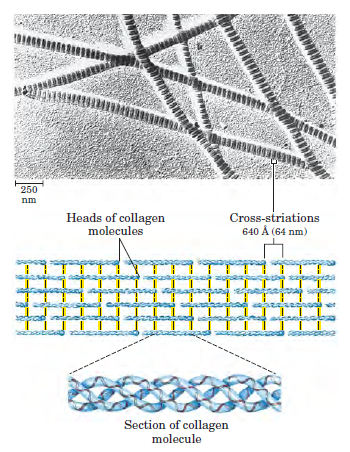 250
nm
Heads of collagen
molecules
Cross-striations
640 Å (64 nm)
Section of collagen
molecule